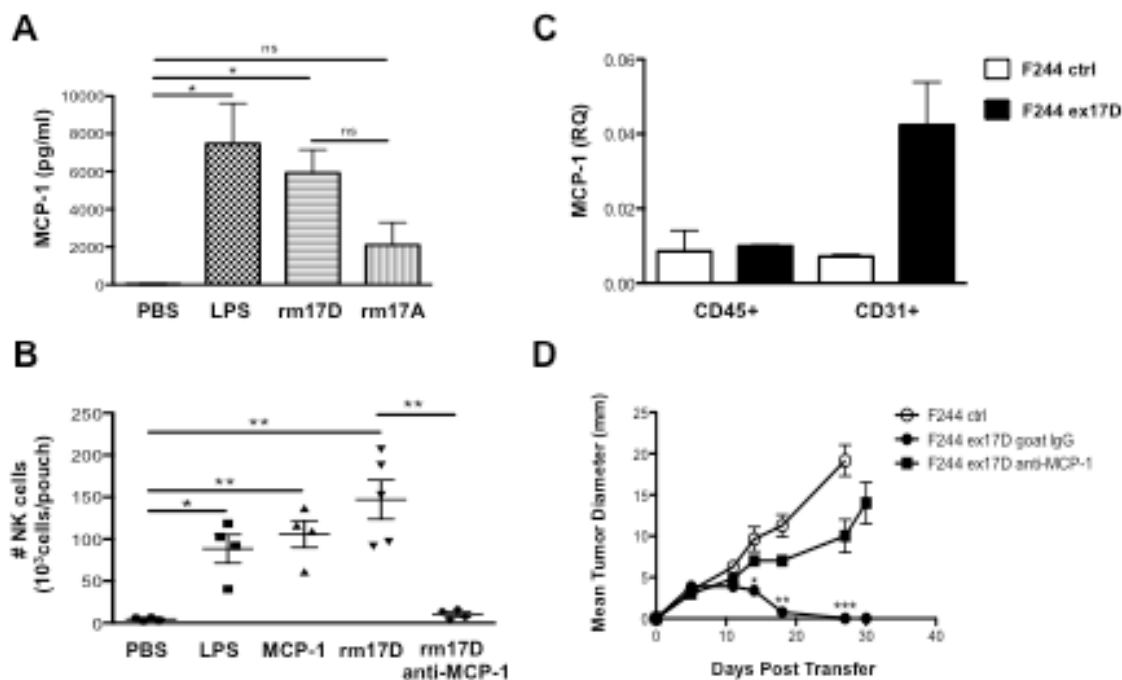 A
ns
*
*
ns
MCP-1 (pg/ml)
10000
8000
6000
4000
2000
0
PBS LPS rm17D rm17A
C
MCP-1 (RQ)
0.06
0.04
0.02
0.00
CD45+ CD31+
F244 ctrl
F244 ex17D
B
# NK cells
(10³cells/pouch)
250
200
150
100
50
0
**
**
**
*
PBS LPS MCP-1 rm17D rm17D
anti-MCP-1
D
Mean Tumor Diameter (mm)
20
15
10
5
0
*
**
***
0 10 20 30 40
Days Post Transfer
F244 ctrl
F244 ex17D goat IgG
F244 ex17D anti-MCP-1